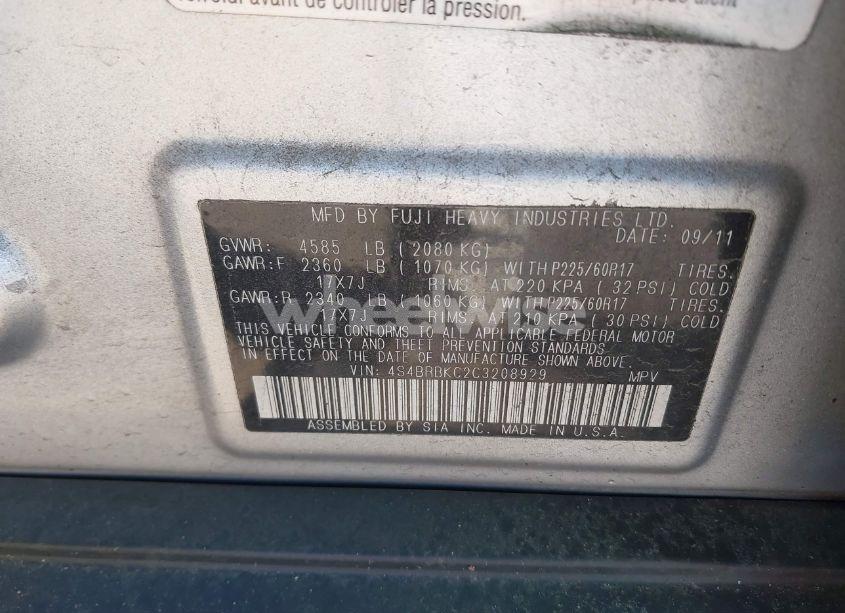 avant de contrôler la pression.
MFD BY FUJI HEAVY INDUSTRIES LTD.
DATE: 09/11
GVWR: 4585 LB (2080 KG)
GAWR:F 2360 LB (1070 KG) WITH P225/60R17 TIRES.
17X7J RIMS. AT 220 KPA (32 PSI) COLD
GAWR:R 2340 LB (1060 KG) WITH P225/60R17 TIRES.
17X7J RIMS. AT 210 KPA (30 PSI) COLD
wheelwise
THIS VEHICLE CONFORMS TO ALL APPLICABLE FEDERAL MOTOR
VEHICLE SAFETY AND THEFT PREVENTION STANDARDS
IN EFFECT ON THE DATE OF MANUFACTURE SHOWN ABOVE.
VIN: 4S4BRBKC2C3208929 MPV
ASSEMBLED BY SIA INC. MADE IN U.S.A.